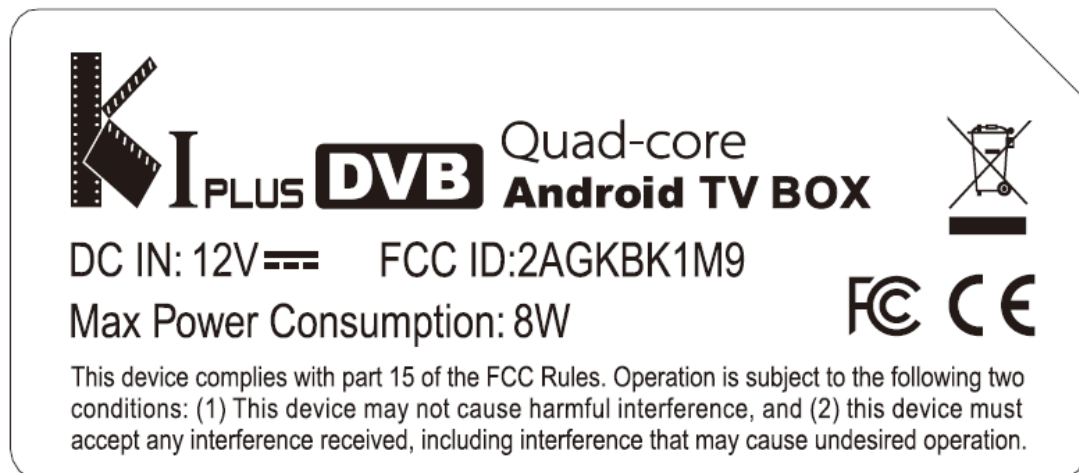 KI PLUS DVB
Quad-core
Android TV BOX
DC IN: 12V FCC ID:2AGKBK1M9
Max Power Consumption: 8W
FC CE
This device complies with part 15 of the FCC Rules. Operation is subject to the following two
conditions: (1) This device may not cause harmful interference, and (2) this device must
accept any interference received, including interference that may cause undesired operation.